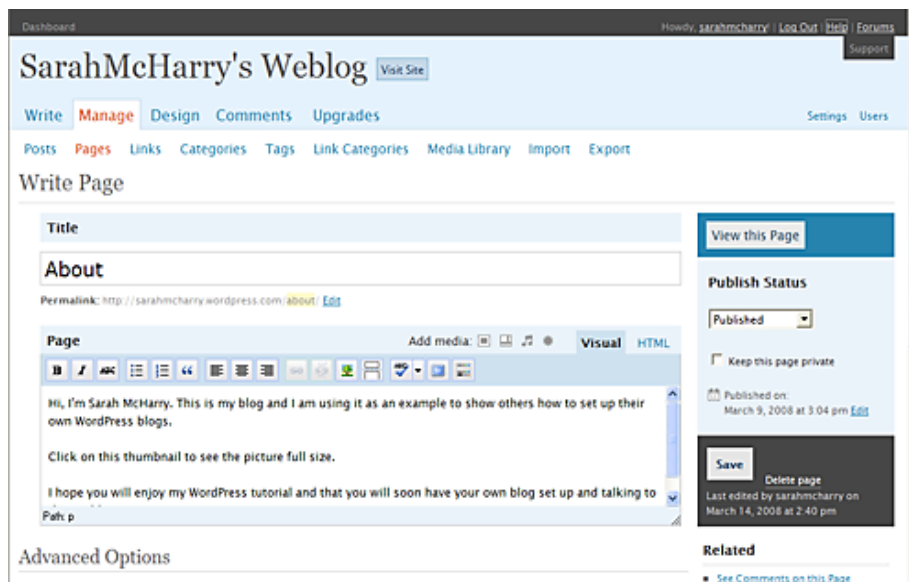 Dashboard Howdy, sarahmcharry! | Log Out | Help | Forums
Support
SarahMcHarry's Weblog Visit Site
Write Manage Design Comments Upgrades Settings Users
Posts Pages Links Categories Tags Link Categories Media Library Import Export
Write Page
Title
About
Permalink: http://sarahmcharry.wordpress.com/about/ Edit
Page Add media: Visual HTML
B I ABC
Hi, I'm Sarah McHarry. This is my blog and I am using it as an example to show others how to set up their
own WordPress blogs.
Click on this thumbnail to see the picture full size.
I hope you will enjoy my WordPress tutorial and that you will soon have your own blog set up and talking to
Path: p
Advanced Options
View this Page
Publish Status
Published
Keep this page private
Published on:
March 9, 2008 at 3:04 pm Edit
Save
Delete page
Last edited by sarahmcharry on
March 14, 2008 at 2:40 pm
Related
See Comments on this Page